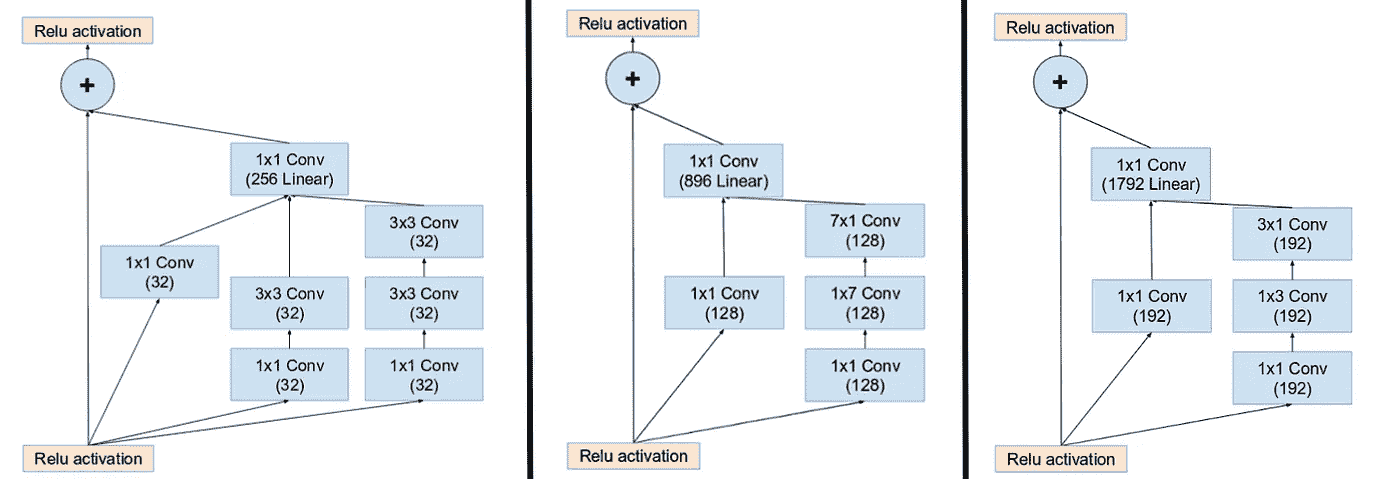 Relu activation
+
1x1 Conv
(256 Linear)
3x3 Conv
(32)
1x1 Conv
(32)
3x3 Conv
(32)
3x3 Conv
(32)
1x1 Conv
(32)
1x1 Conv
(32)
Relu activation
Relu activation
+
1x1 Conv
(896 Linear)
7x1 Conv
(128)
1x1 Conv
(128)
1x7 Conv
(128)
1x1 Conv
(128)
Relu activation
Relu activation
+
1x1 Conv
(1792 Linear)
3x1 Conv
(192)
1x1 Conv
(192)
1x3 Conv
(192)
1x1 Conv
(192)
Relu activation